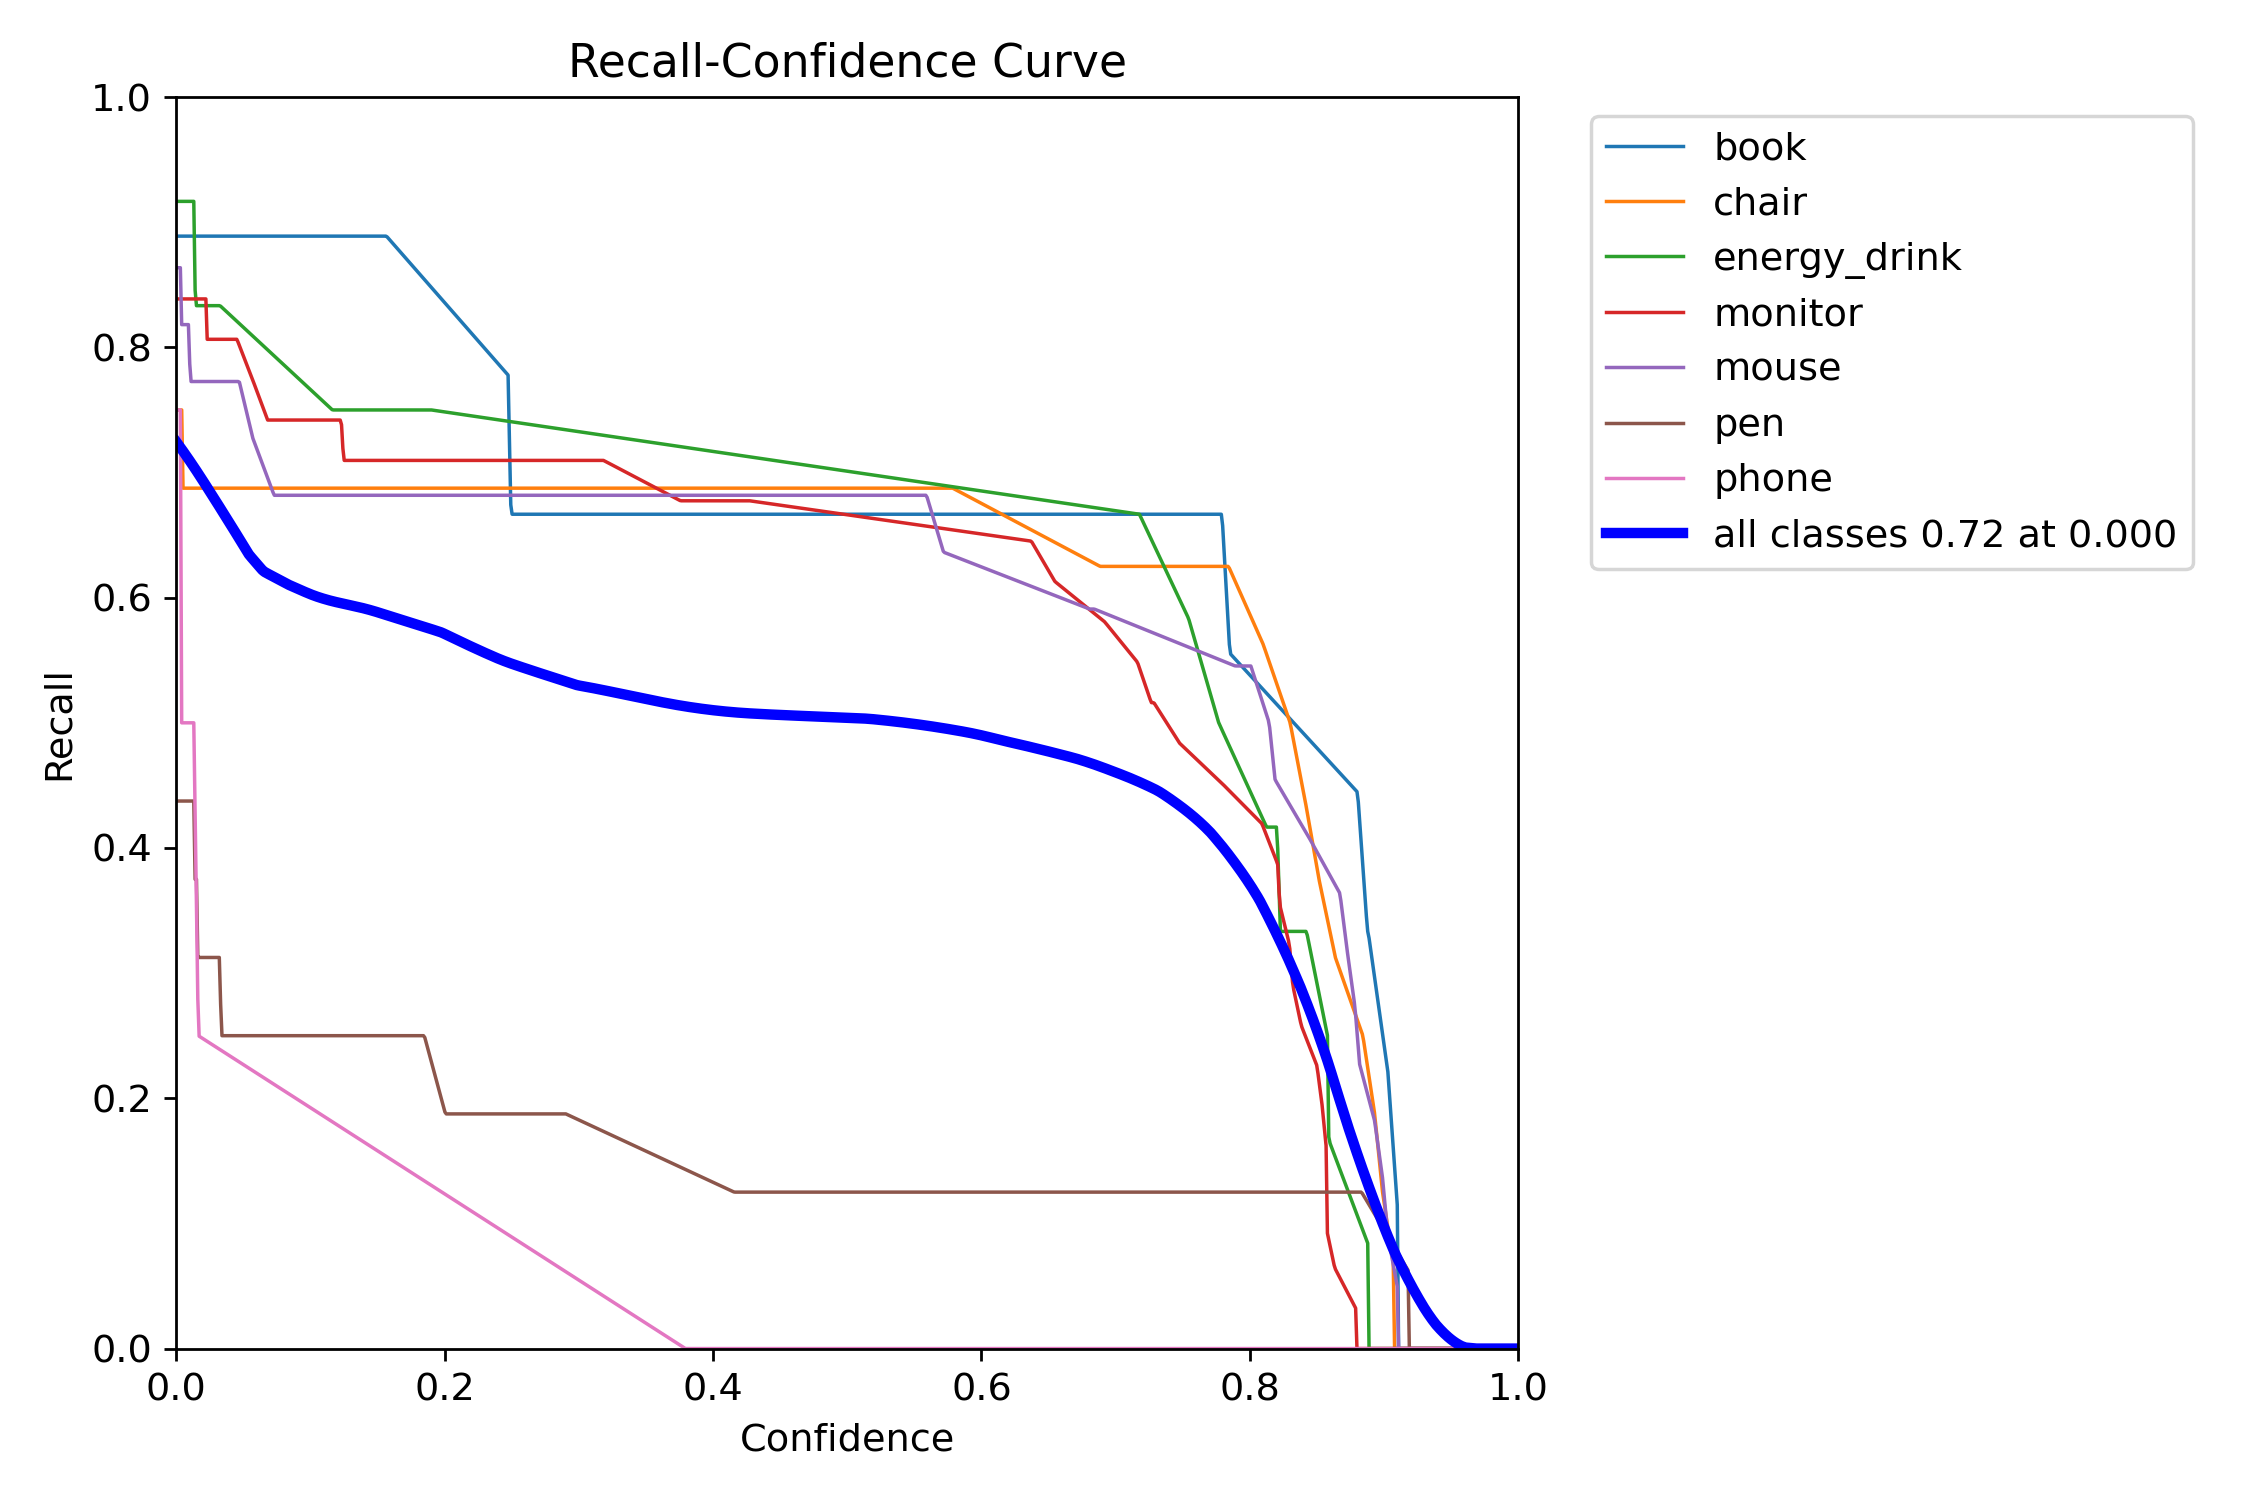 Recall-Confidence Curve
1.0
0.8
0.6
0.4
0.2
0.0
Recall
0.0 0.2 0.4 0.6 0.8 1.0
Confidence
book
chair
energy_drink
monitor
mouse
pen
phone
all classes 0.72 at 0.000